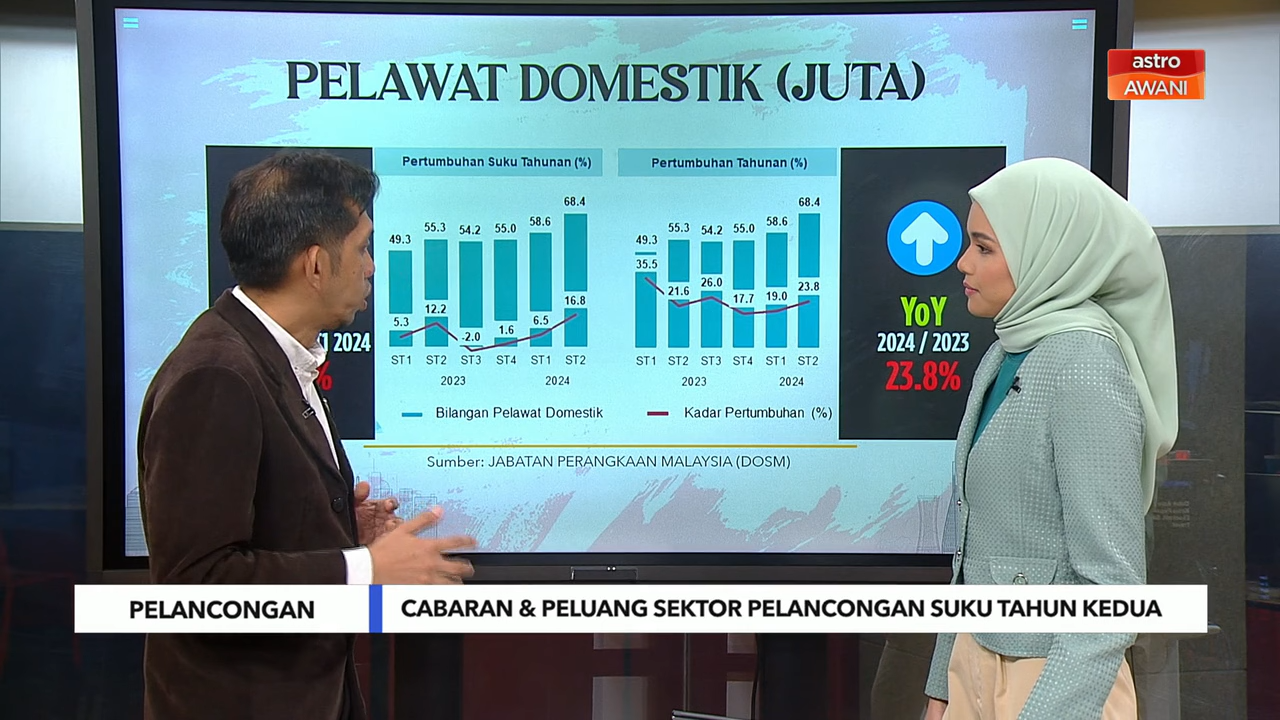 PELAWAT DOMESTIK (JUTA)
astro
AWANI
Pertumbuhan Suku Tahunan (%)
49.3 55.3 54.2 55.0 58.6 68.4
5.3 12.2 -2.0 1.6 6.5 16.8
ST1 ST2 ST3 ST4 ST1 ST2
2023 2024
Pertumbuhan Tahunan (%)
49.3 55.3 54.2 55.0 58.6 68.4
35.5 21.6 26.0 17.7 19.0 23.8
ST1 ST2 ST3 ST4 ST1 ST2
2023 2024
2024
%
YoY
2024 / 2023
23.8%
Bilangan Pelawat Domestik
Kadar Pertumbuhan (%)
Sumber: JABATAN PERANGKAAN MALAYSIA (DOSM)
PELANCONGAN
CABARAN & PELUANG SEKTOR PELANCONGAN SUKU TAHUN KEDUA